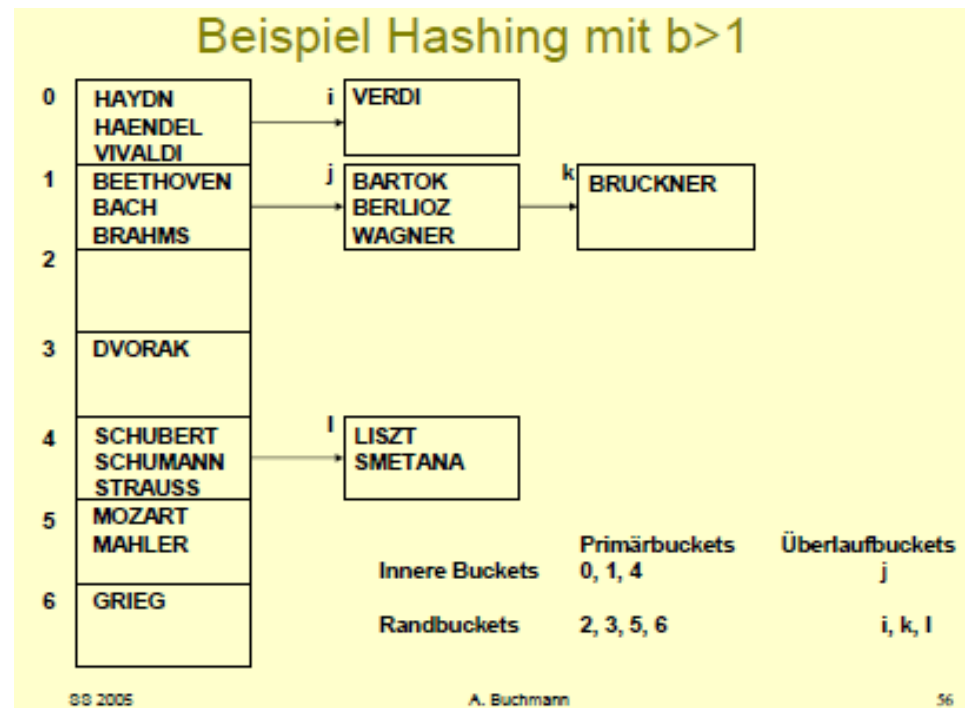 Beispiel Hashing mit b>1
0
HAYDN
HAENDEL
VIVALDI
i
VERDI
1
BEETHOVEN
BACH
BRAHMS
j
BARTOK
BERLIOZ
WAGNER
k
BRUCKNER
2
3
DVORAK
4
SCHUBERT
SCHUMANN
STRAUSS
l
LISZT
SMETANA
5
MOZART
MAHLER
6
GRIEG
Primärbuckets Überlaufbuckets
Innere Buckets 0, 1, 4 j
Randbuckets 2, 3, 5, 6 i, k, l
SS 2005 A. Buchmann 56